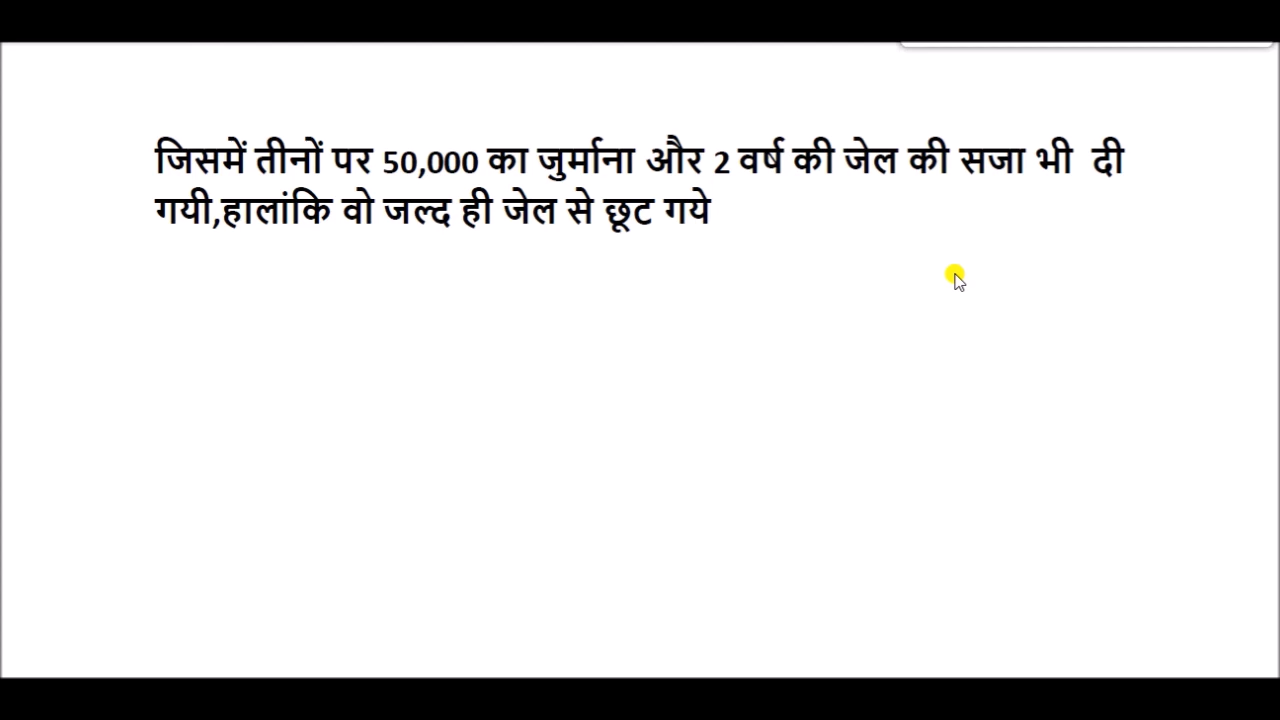 जिसमें तीनों पर 50,000 का जुर्माना और 2 वर्ष की जेल की सजा भी दी
गयी,हालांकि वो जल्द ही जेल से छूट गये